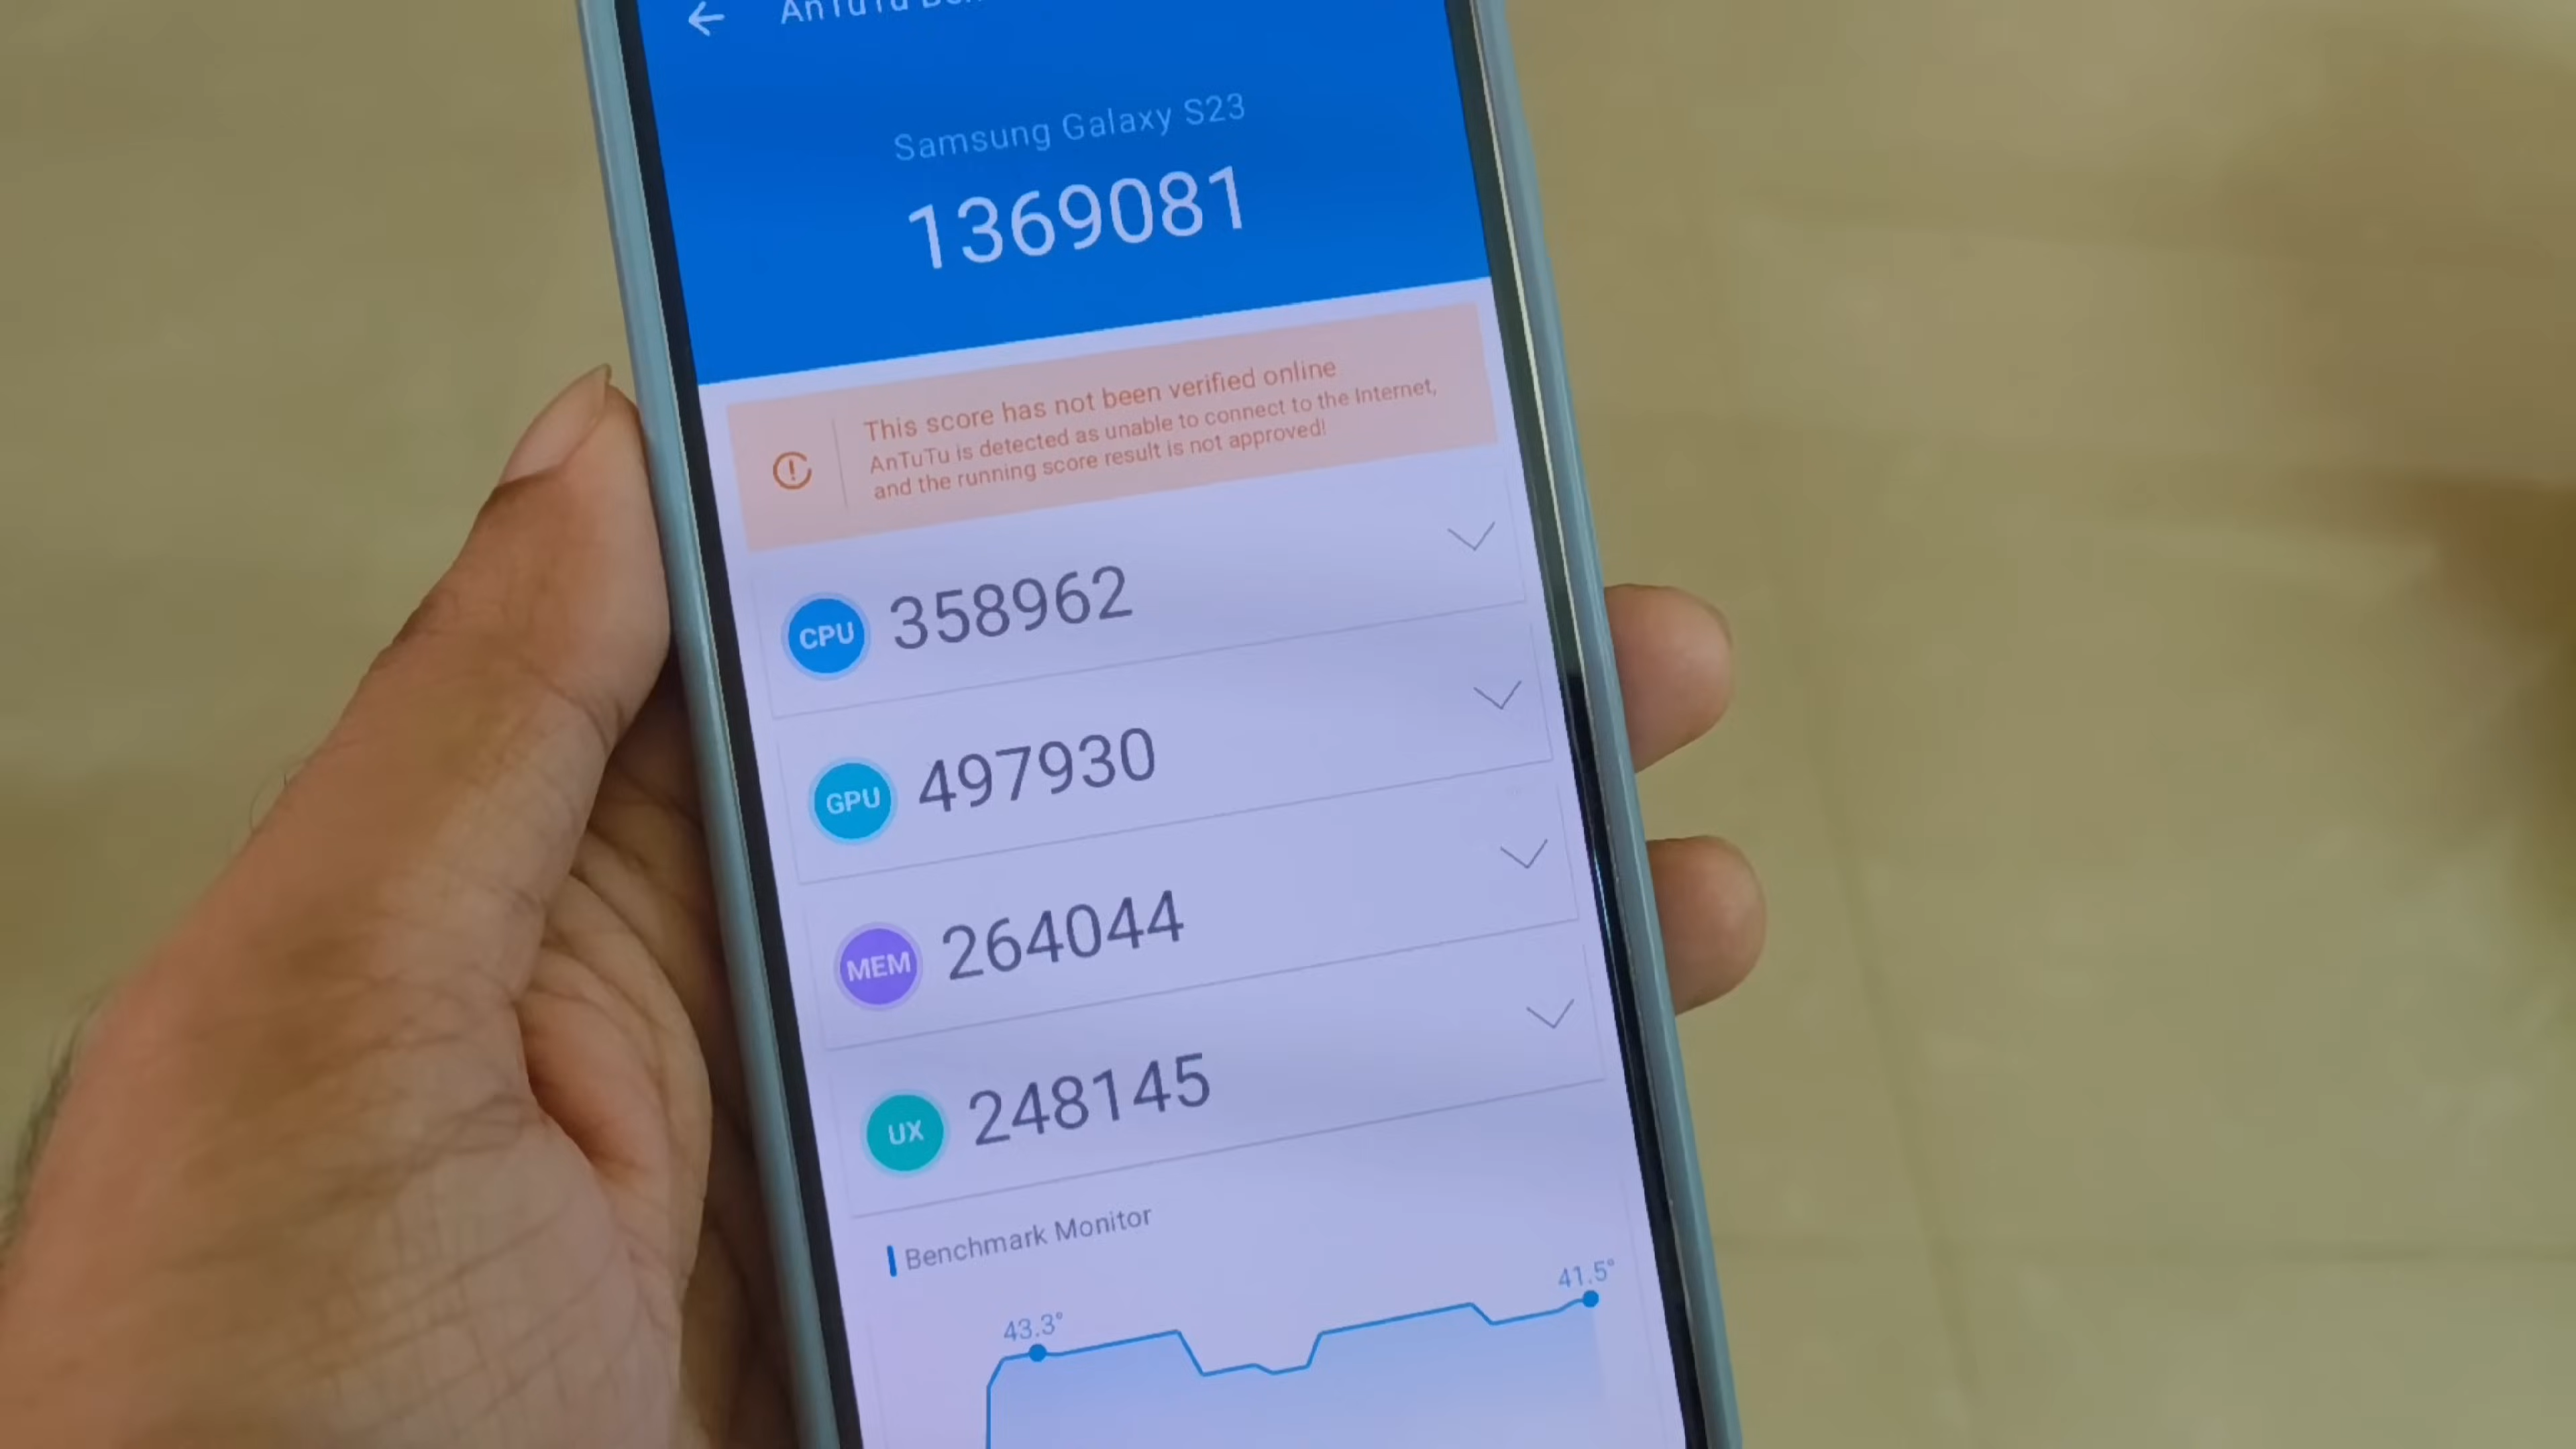 AnTuTu
Samsung Galaxy S23
1369081
This score has not been verified online
AnTuTu is detected as unable to connect to the Internet,
and the running score result is not approved!
CPU 358962
GPU 497930
MEM 264044
UX 248145
Benchmark Monitor
43.3°
41.5°